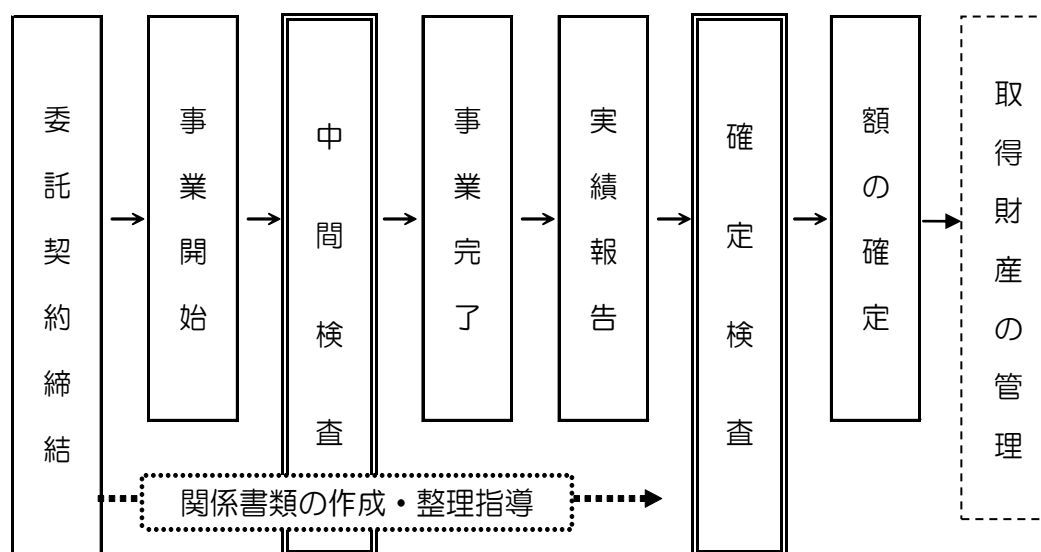 委託契約締結
事業開始
中間検査
事業完了
実績報告
確定検査
額の確定
取得財産の管理
関係書類の作成・整理指導